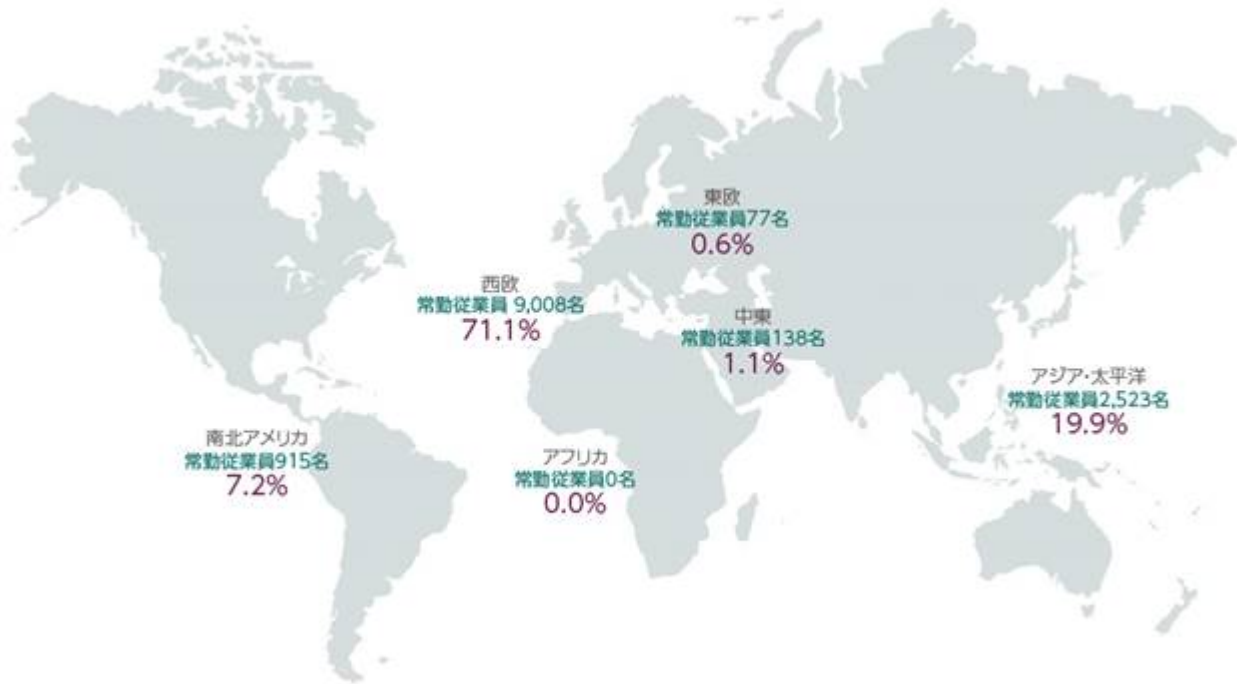 東欧
常勤従業員77名
0.6%
西欧
常勤従業員 9,008名
71.1%
中東
常勤従業員138名
1.1%
アジア・太平洋
常勤従業員2,523名
19.9%
南北アメリカ
常勤従業員915名
7.2%
アフリカ
常勤従業員0名
0.0%